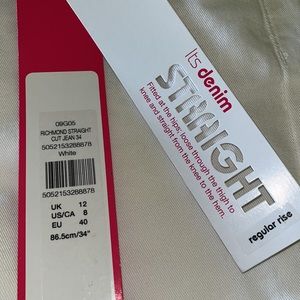 09G05
RICHMOND STRAIGHT
CUT JEAN 34
5052153288878
White
5052153288878
UK 12
US/CA 8
EU 40
86.5cm/34"
It's denim
STRAIGHT
Fitted at the hips; loose through the thigh to
knee and straight from the knee to the hem.
regular rise